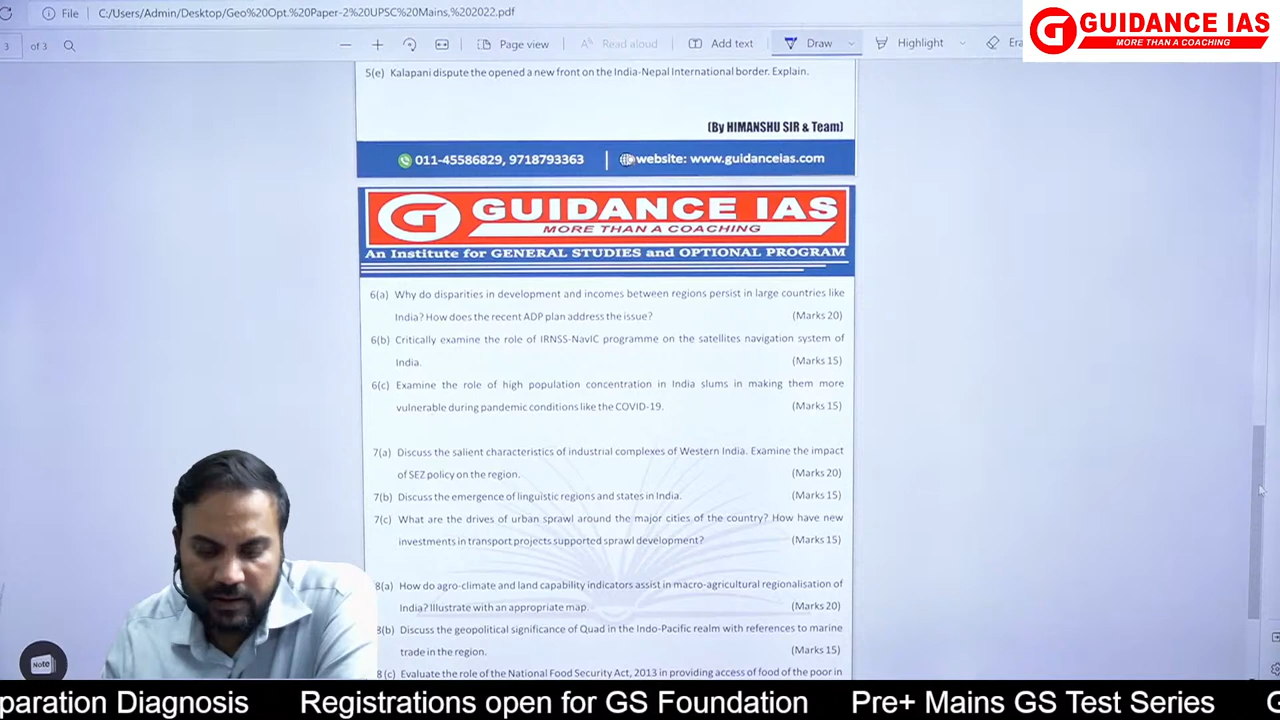 File C:/Users/Admin/Desktop/Geo%20Opt.%20Paper-2%20UPSC%20Mains,%202022.pdf
GUIDANCE IAS
MORE THAN A COACHING
3 of 3 Page view Read aloud Add text Draw Highlight Era
5(e) Kalapani dispute the opened a new front on the India-Nepal International border. Explain.
(By HIMANSHU SIR & Team)
011-45586829, 9718793363 | website: www.guidanceias.com
G GUIDANCE IAS
MORE THAN A COACHING
An Institute for GENERAL STUDIES and OPTIONAL PROGRAM
6(a) Why do disparities in development and incomes between regions persist in large countries like
India? How does the recent ADP plan address the issue? (Marks 20)
6(b) Critically examine the role of IRNSS-NavIC programme on the satellites navigation system of
India. (Marks 15)
6(c) Examine the role of high population concentration in India slums in making them more
vulnerable during pandemic conditions like the COVID-19. (Marks 15)
7(a) Discuss the salient characteristics of industrial complexes of Western India. Examine the impact
of SEZ policy on the region. (Marks 20)
7(b) Discuss the emergence of linguistic regions and states in India. (Marks 15)
7(c) What are the drives of urban sprawl around the major cities of the country? How have new
investments in transport projects supported sprawl development? (Marks 15)
8(a) How do agro-climate and land capability indicators assist in macro-agricultural regionalisation of
India? Illustrate with an appropriate map. (Marks 20)
8(b) Discuss the geopolitical significance of Quad in the Indo-Pacific realm with references to marine
trade in the region. (Marks 15)
8(c) Evaluate the role of the National Food Security Act, 2013 in providing access of food of the poor in
Note
paration Diagnosis Registrations open for GS Foundation Pre+ Mains GS Test Series G